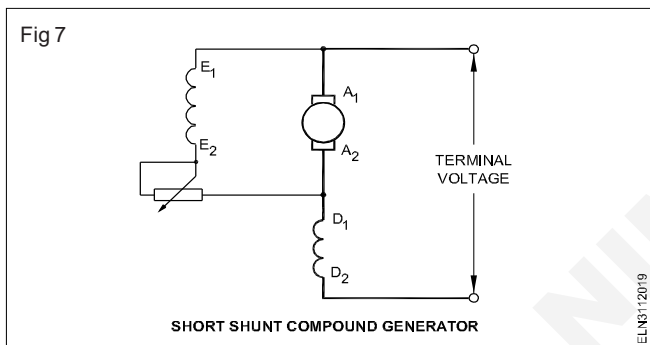 Fig 7
E1
E2
A1
A2
D1
D2
TERMINAL
VOLTAGE
SHORT SHUNT COMPOUND GENERATOR
ELN3112019